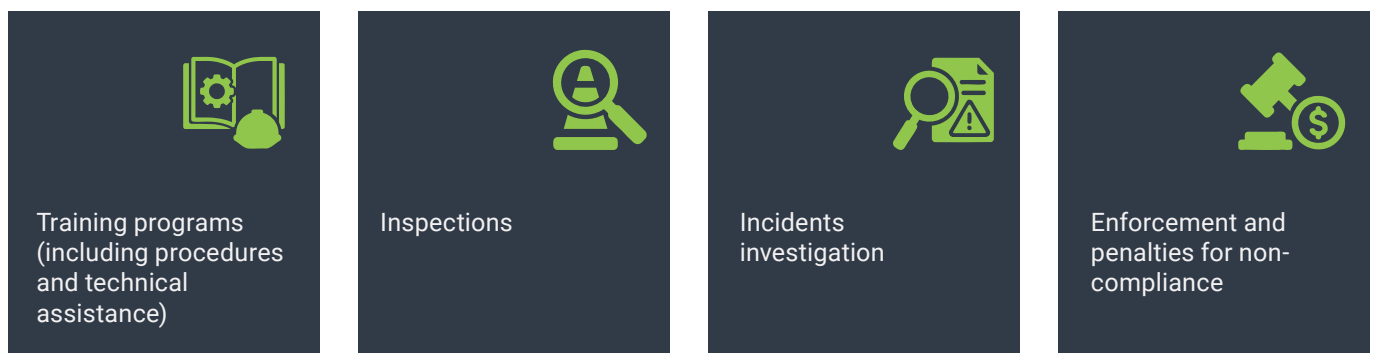 Training programs
(including procedures
and technical
assistance)
Inspections
Incidents
investigation
$
Enforcement and
penalties for non-
compliance